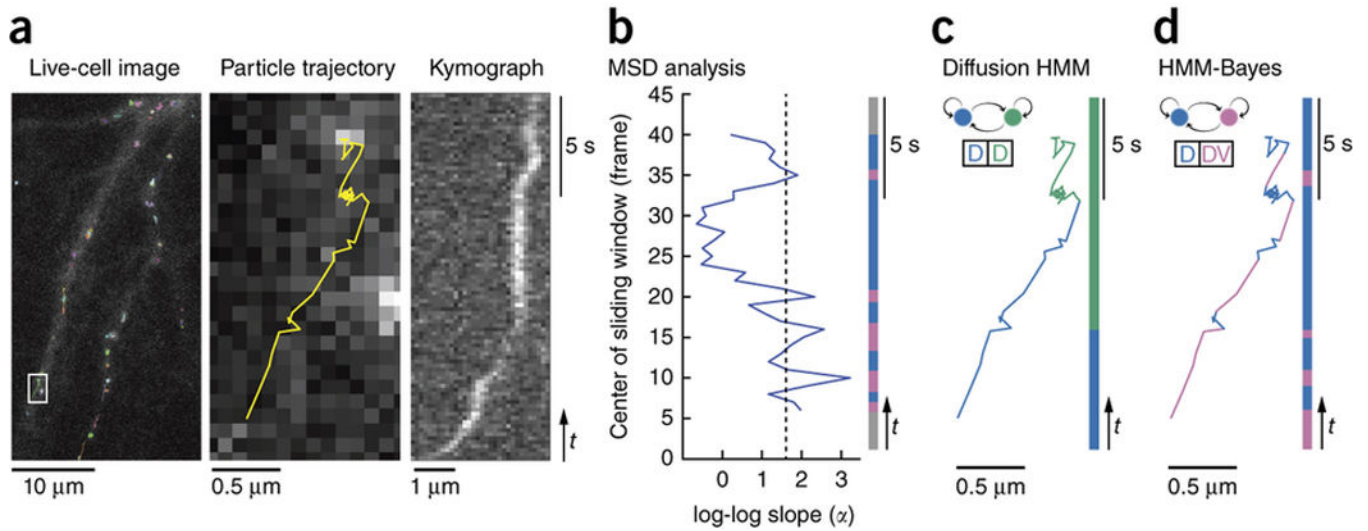 a
Live-cell image
Particle trajectory
Kymograph
5 s
t
10 μm
0.5 μm
1 μm
b
MSD analysis
Center of sliding window (frame)
45
40
35
30
25
20
15
10
5
0
0 1 2 3
log-log slope (α)
5 s
t
c
Diffusion HMM
D D
5 s
t
0.5 μm
d
HMM-Bayes
D DV
5 s
t
0.5 μm